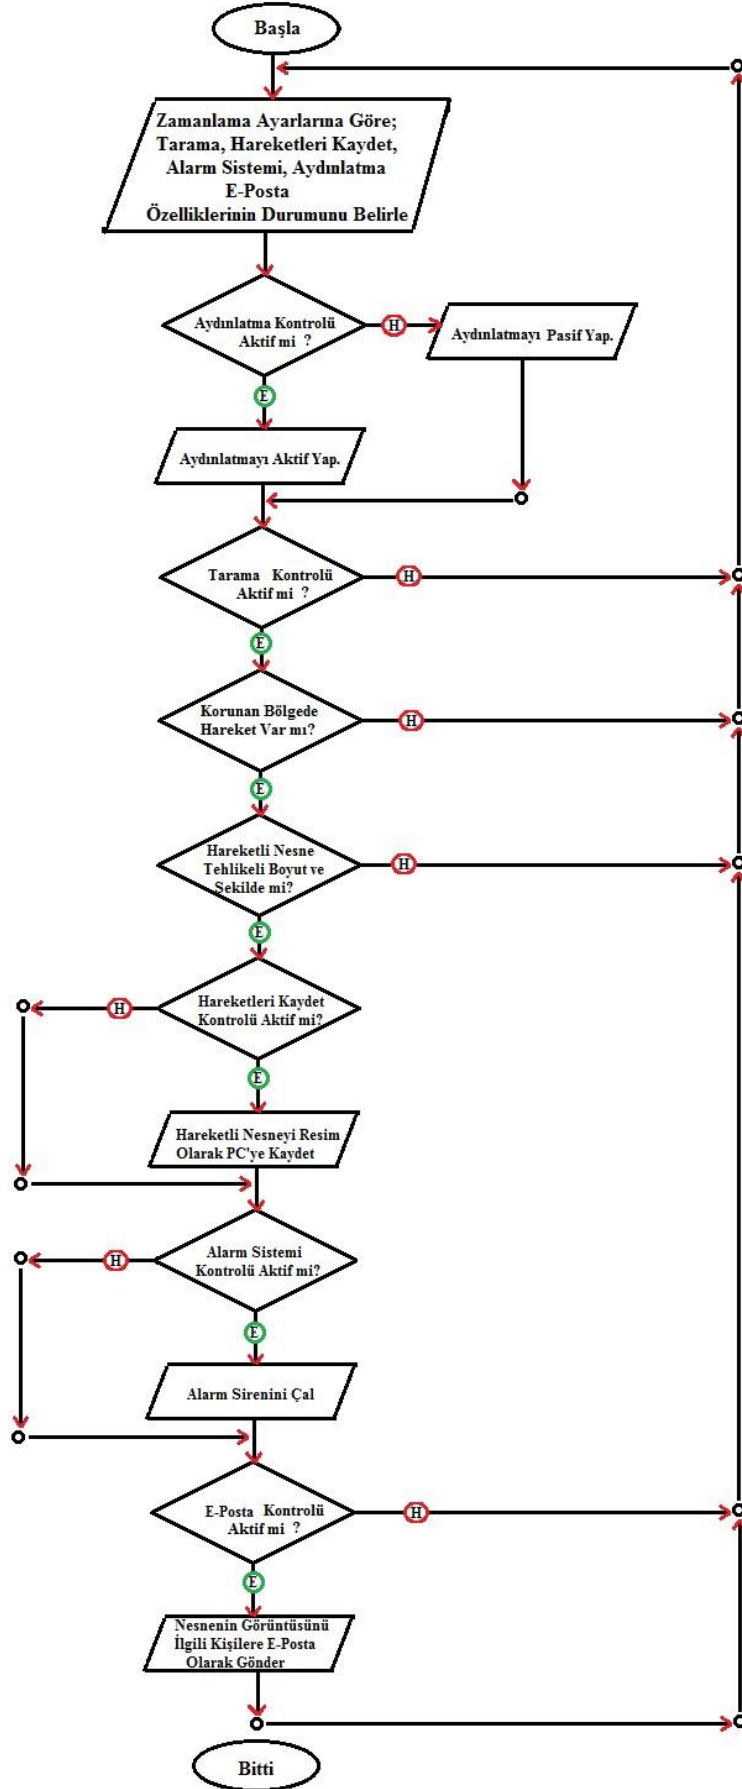 Başla
Zamanlama Ayarlarına Göre;
Tarama, Hareketleri Kaydet,
Alarm Sistemi, Aydınlatma
E-Posta
Özelliklerinin Durumunu Belirle
Aydınlatma Kontrolü
Aktif mi ?
H
Aydınlatmayı Pasif Yap.
E
Aydınlatmayı Aktif Yap.
Tarama Kontrolü
Aktif mi ?
H
E
Korunan Bölgede
Hareket Var mı?
H
E
Hareketli Nesne
Tehlikeli Boyut ve
Şekilde mi?
H
E
Hareketleri Kaydet
Kontrolü Aktif mi?
H
E
Hareketli Nesneyi Resim
Olarak PC'ye Kaydet
Alarm Sistemi
Kontrolü Aktif mi?
H
E
Alarm Sirenini Çal
E-Posta Kontrolü
Aktif mi ?
H
E
Nesnenin Görüntüsünü
İlgili Kişilere E-Posta
Olarak Gönder
Bitti